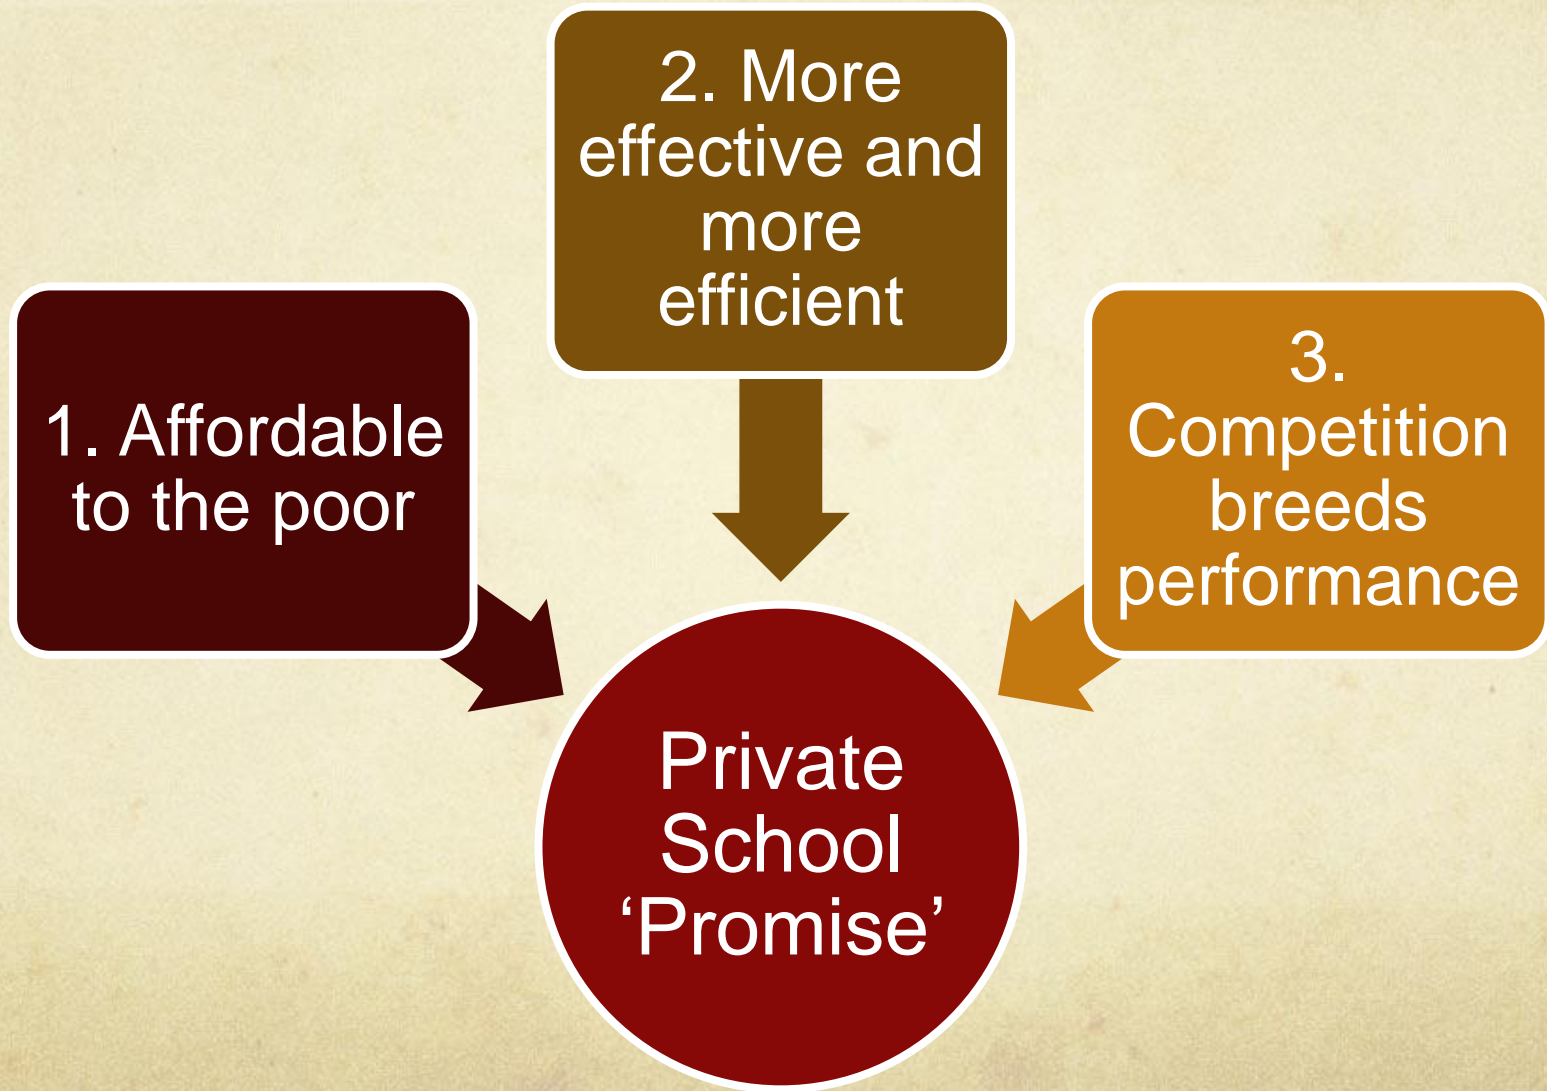 1. Affordable
to the poor
2. More
effective and
more
efficient
3.
Competition
breeds
performance
Private
School
‘Promise’